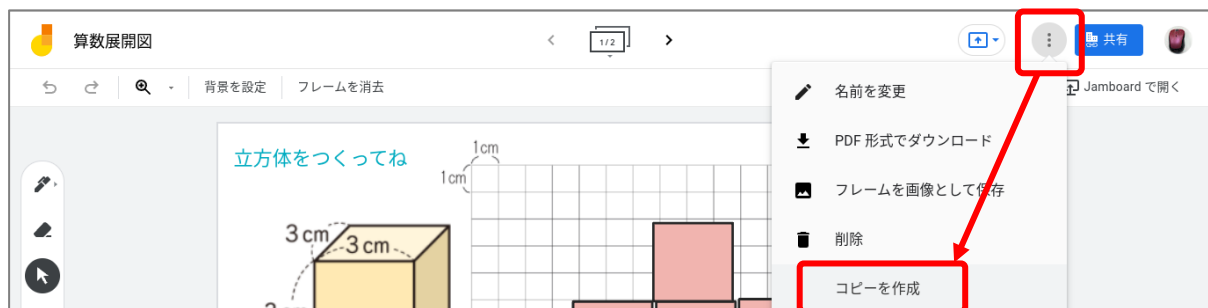 算数展開図
1 / 2
共有
背景を設定
フレームを消去
Jamboard で開く
名前を変更
PDF 形式でダウンロード
フレームを画像として保存
削除
コピーを作成
立方体をつくってね
1cm
1cm
3cm
3cm